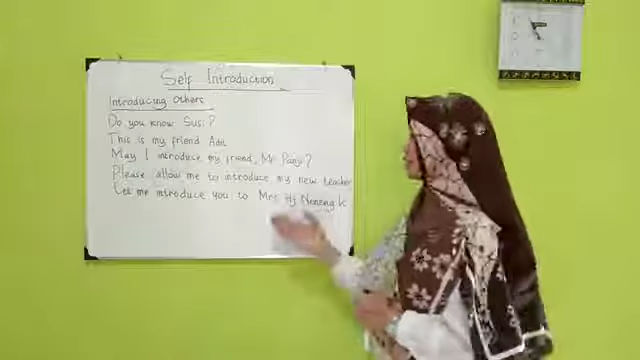 Self Introduction
Introducing Others
Do you know Susi?
This is my friend Adit
May I introduce my friend, Mr Panji?
Please allow me to introduce my new teacher
Let me introduce you to Mrs Hj Neneng K